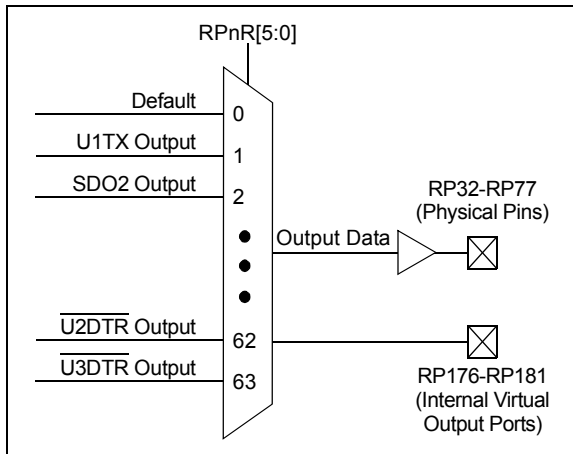 RPnR[5:0]
Default
0
U1TX Output
1
SDO2 Output
2
RP32-RP77
(Physical Pins)
Output Data
U2DTR Output
62
U3DTR Output
63
RP176-RP181
(Internal Virtual
Output Ports)